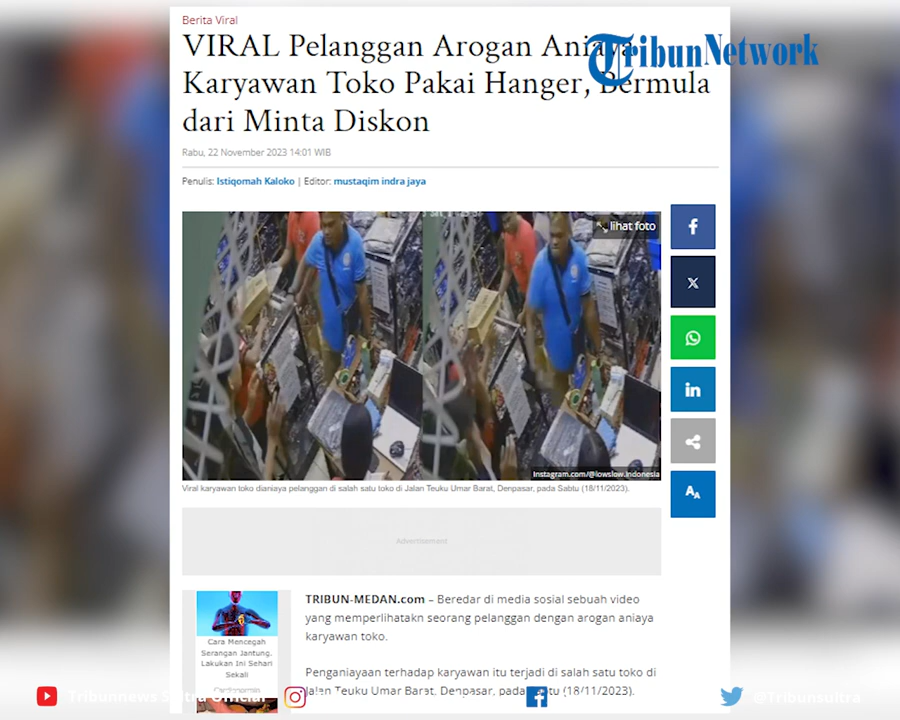 Berita Viral
VIRAL Pelanggan Arogan Aniaya
TribunNetwork
Karyawan Toko Pakai Hanger, Bermula
dari Minta Diskon
Rabu, 22 November 2023 14:01 WIB
Penulis: Istiqomah Kaloko | Editor: mustaqim indra jaya
lihat foto
Instagram.com/@lowslow.indonesia
Viral karyawan toko dianiaya pelanggan di salah satu toko di Jalan Teuku Umar Barat, Denpasar, pada Sabtu (18/11/2023).
Advertisement
TRIBUN-MEDAN.com – Beredar di media sosial sebuah video
yang memperlihatakn seorang pelanggan dengan arogan aniaya
karyawan toko.
Cara Mencegah
Serangan Jantung.
Lakukan Ini Sehari
Sekali
Penganiayaan terhadap karyawan itu terjadi di salah satu toko di
Jalan Teuku Umar Barat, Denpasar, pada Sabtu (18/11/2023).
Tribunnews Sultra Official
@Tribunsultra